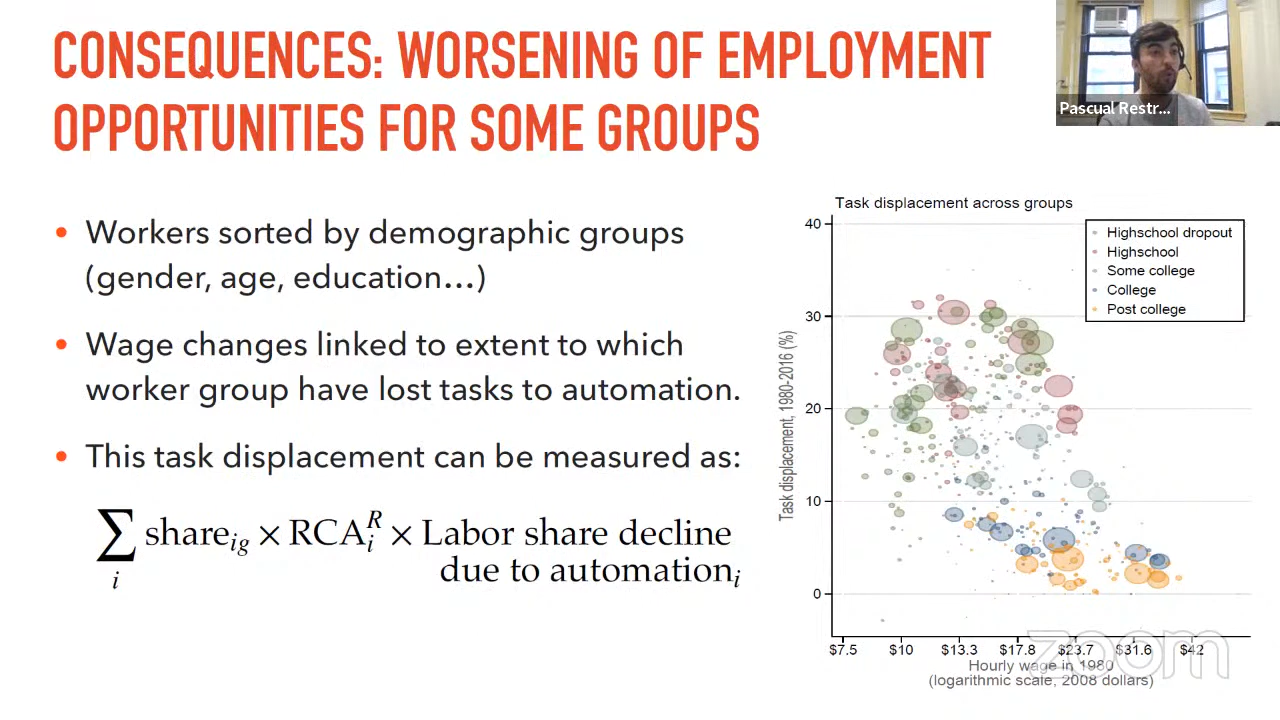 CONSEQUENCES: WORSENING OF EMPLOYMENT
OPPORTUNITIES FOR SOME GROUPS
Pascual Restr...
• Workers sorted by demographic groups
(gender, age, education…)
• Wage changes linked to extent to which
worker group have lost tasks to automation.
• This task displacement can be measured as:
∑ share_ig × RCA_i^R × Labor share decline
i due to automation_i
Task displacement across groups
Highschool dropout
Highschool
Some college
College
Post college
Task displacement, 1980-2016 (%)
40
30
20
10
0
$7.5 $10 $13.3 $17.8 $23.7 $31.6 $42
Hourly wage in 1980
(logarithmic scale, 2008 dollars)
zoom